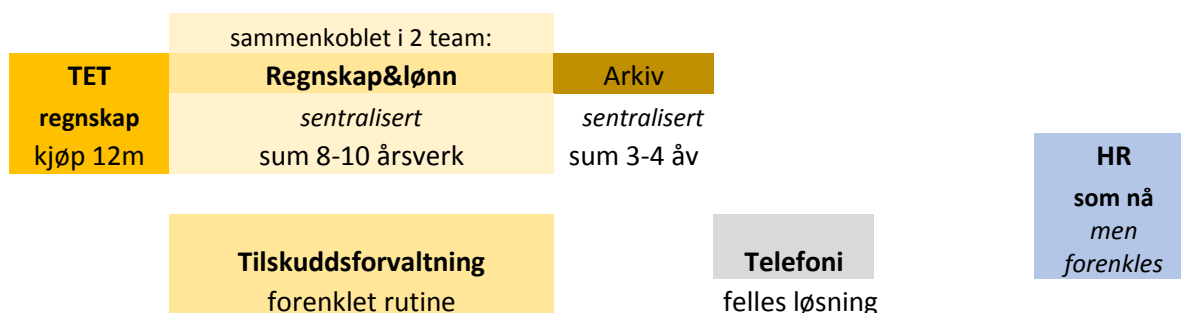 sammenkoblet i 2 team:
TET
Regnskap&lønn
Arkiv
regnskap
sentralisert
sentralisert
kjøp 12m
sum 8-10 årsverk
sum 3-4 åv
HR
som nå
men
forenkles
Tilskuddsforvaltning
Telefoni
forenklet rutine
felles løsning